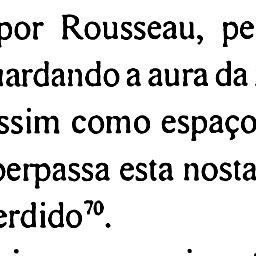 por Rousseau, pe
uardando a aura da
ssim como espaço
perpassa esta nosta
erdido⁷⁰.